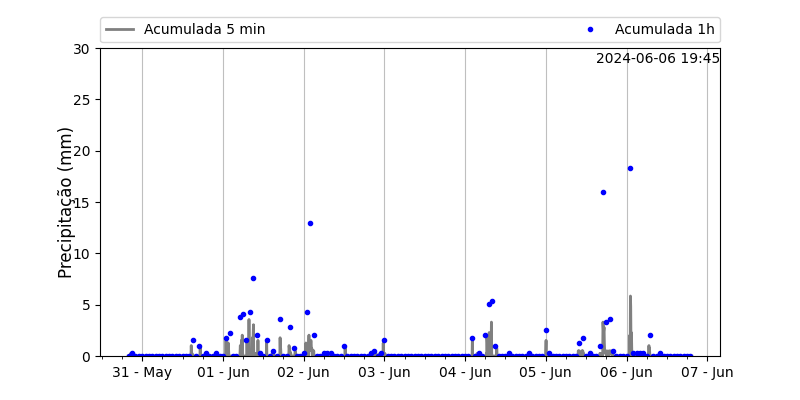 Acumulada 5 min
Acumulada 1h
2024-06-06 19:45
Precipitação (mm)
30
25
20
15
10
5
0
31 - May
01 - Jun
02 - Jun
03 - Jun
04 - Jun
05 - Jun
06 - Jun
07 - Jun